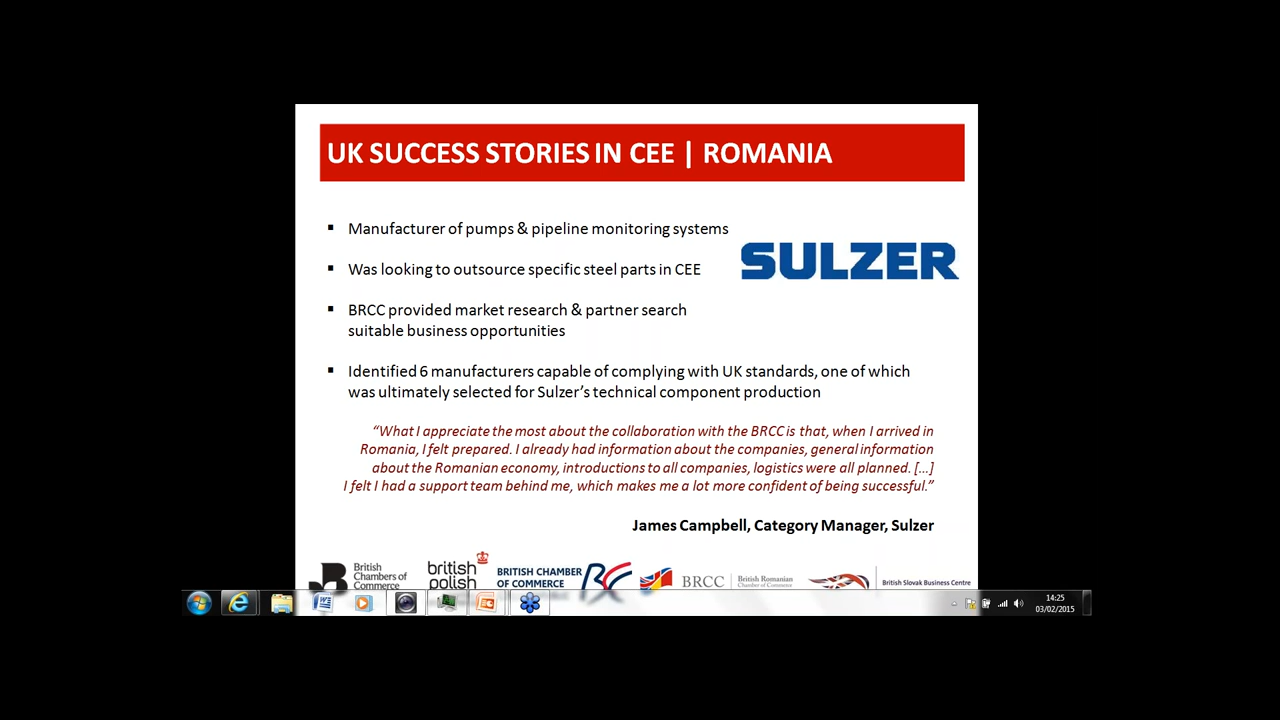 UK SUCCESS STORIES IN CEE | ROMANIA
▪ Manufacturer of pumps & pipeline monitoring systems
SULZER
▪ Was looking to outsource specific steel parts in CEE
▪ BRCC provided market research & partner search
suitable business opportunities
▪ Identified 6 manufacturers capable of complying with UK standards, one of which
was ultimately selected for Sulzer’s technical component production
“What I appreciate the most about the collaboration with the BRCC is that, when I arrived in
Romania, I felt prepared. I already had information about the companies, general information
about the Romanian economy, introductions to all companies, logistics were all planned. [...]
I felt I had a support team behind me, which makes me a lot more confident of being successful.”
James Campbell, Category Manager, Sulzer
British
Chambers of
Commerce
british
polish
BRITISH CHAMBER
OF COMMERCE
BRCC
British Romanian
Chamber of Commerce
British Slovak Business Centre
14:25
03/02/2015